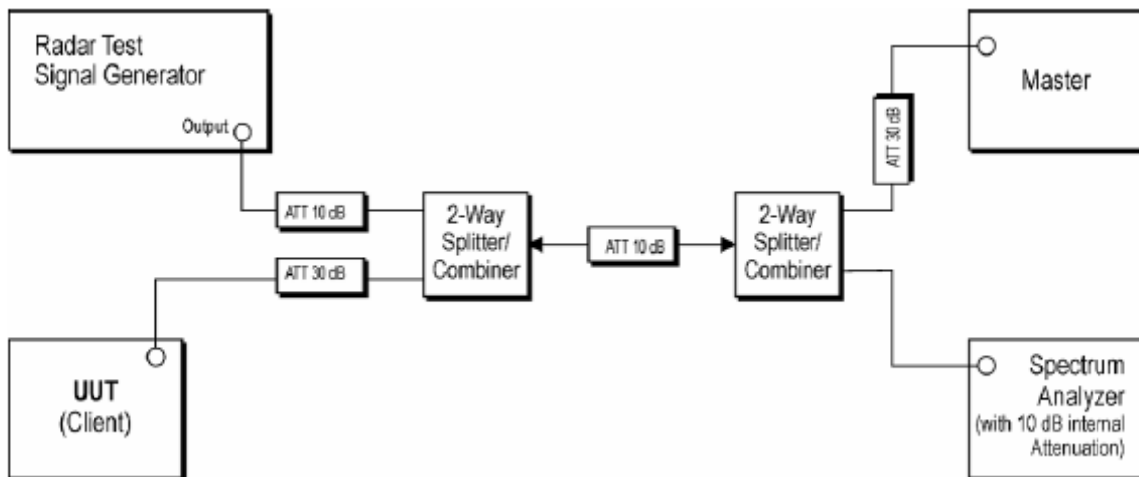 Radar Test
Signal Generator
Output
ATT 10 dB
2-Way
Splitter/
Combiner
ATT 30 dB
UUT
(Client)
ATT 10 dB
2-Way
Splitter/
Combiner
ATT 30 dB
Master
Spectrum
Analyzer
(with 10 dB internal
Attenuation)